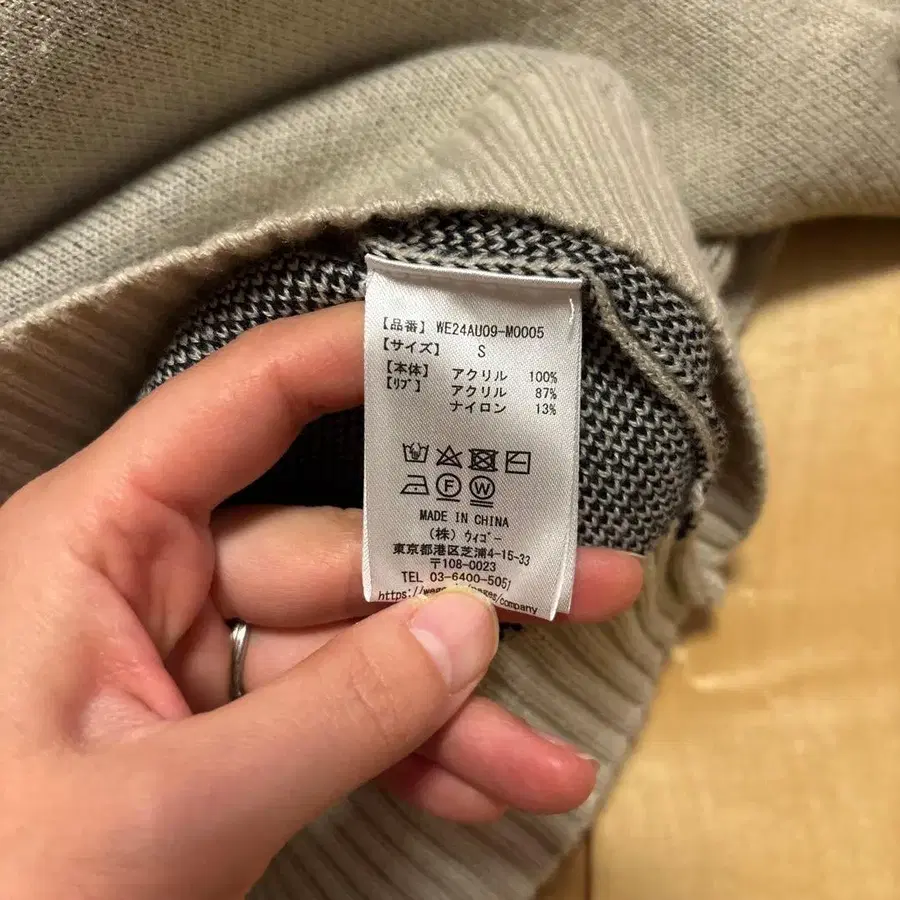 【品番】 WE24AU09-M0005
【サイズ】 S
【本体】 アクリル 100%
【リブ】 アクリル 87%
ナイロン 13%
F W
MADE IN CHINA
(株) ウィゴー
東京都港区芝浦4-15-33
〒108-0023
TEL 03-6400-5051
/company